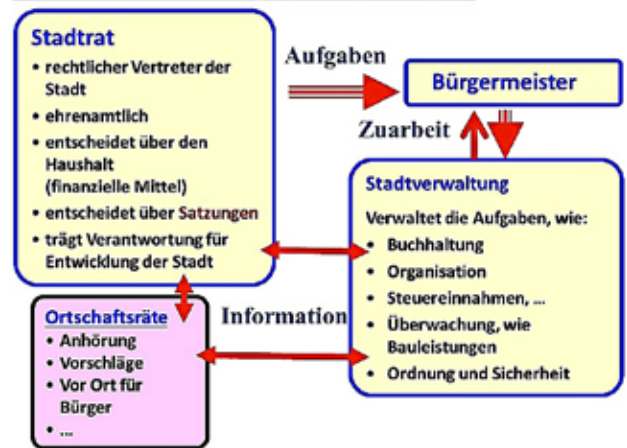 Stadtrat
• rechtlicher Vertreter der
Stadt
• ehrenamtlich
• entscheidet über den
Haushalt
(finanzielle Mittel)
• entscheidet über Satzungen
• trägt Verantwortung für
Entwicklung der Stadt
Aufgaben
Bürgermeister
Zuarbeit
Stadtverwaltung
Verwaltet die Aufgaben, wie:
• Buchhaltung
• Organisation
• Steuereinnahmen, ...
• Überwachung, wie
Bauleistungen
• Ordnung und Sicherheit
Information
Ortschaftsräte
• Anhörung
• Vorschläge
• Vor Ort für
Bürger
• ...